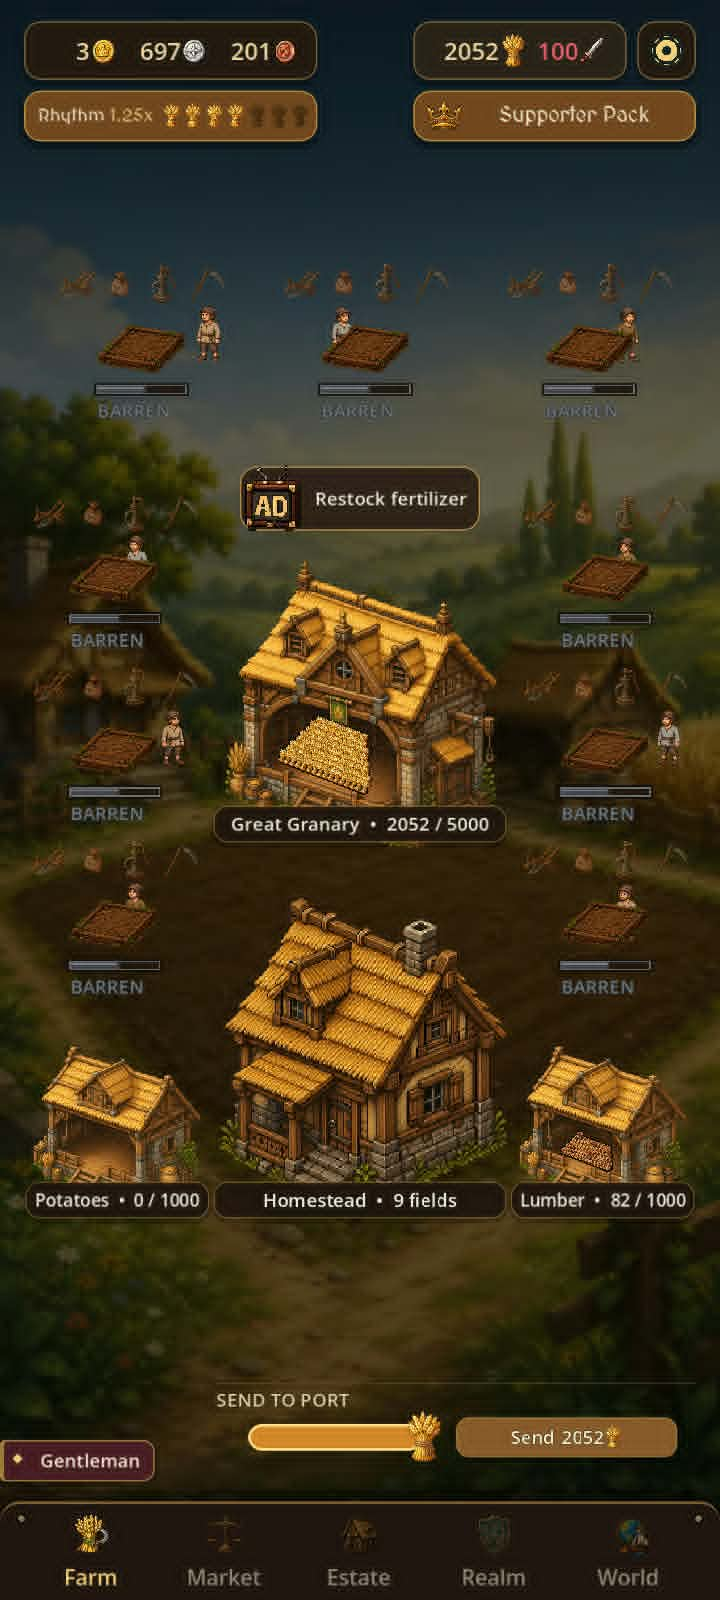 3 697 201 2052 100
Rhythm 1.25x
Supporter Pack
BARREN BARREN BARREN
AD Restock fertilizer
BARREN BARREN
BARREN BARREN
Great Granary • 2052 / 5000
BARREN BARREN
Potatoes • 0 / 1000
Homestead • 9 fields
Lumber • 82 / 1000
SEND TO PORT
Send 2052
Gentleman
Farm Market Estate Realm World